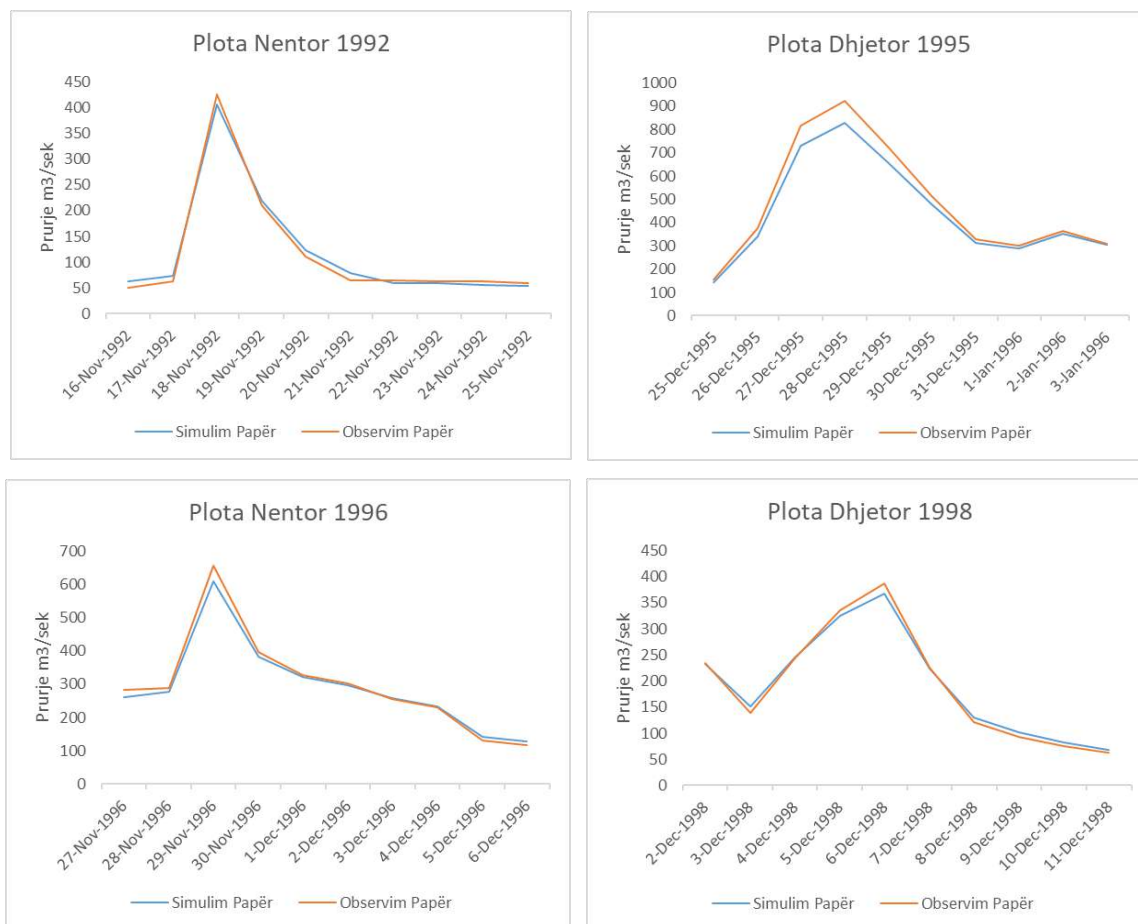 Plota Nentor 1992
Prurje m3/sek
450
400
350
300
250
200
150
100
50
0
16-Nov-1992
17-Nov-1992
18-Nov-1992
19-Nov-1992
20-Nov-1992
21-Nov-1992
22-Nov-1992
23-Nov-1992
24-Nov-1992
25-Nov-1992
Simulim Papër
Observim Papër
Plota Dhjetor 1995
Prurje m3/sek
1000
900
800
700
600
500
400
300
200
100
0
25-Dec-1995
26-Dec-1995
27-Dec-1995
28-Dec-1995
29-Dec-1995
30-Dec-1995
31-Dec-1995
1-Jan-1996
2-Jan-1996
3-Jan-1996
Simulim Papër
Observim Papër
Plota Nentor 1996
Prurje m3/sek
700
600
500
400
300
200
100
0
27-Nov-1996
28-Nov-1996
29-Nov-1996
30-Nov-1996
1-Dec-1996
2-Dec-1996
3-Dec-1996
4-Dec-1996
5-Dec-1996
6-Dec-1996
Simulim Papër
Observim Papër
Plota Dhjetor 1998
Prurje m3/sek
450
400
350
300
250
200
150
100
50
0
2-Dec-1998
3-Dec-1998
4-Dec-1998
5-Dec-1998
6-Dec-1998
7-Dec-1998
8-Dec-1998
9-Dec-1998
10-Dec-1998
11-Dec-1998
Simulim Papër
Observim Papër